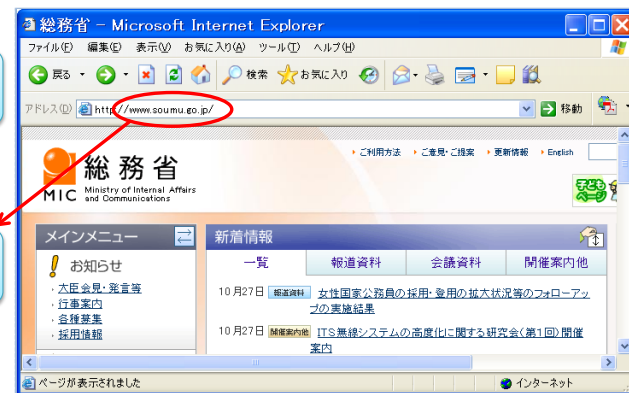 総務省 - Microsoft Internet Explorer
ファイル(F) 編集(E) 表示(V) お気に入り(A) ツール(T) ヘルプ(H)
戻る 検索 お気に入り
アドレス(D) http://www.soumu.go.jp/ 移動
ご利用方法 ご意見・ご提案 更新情報 English
MIC 総務省
Ministry of Internal Affairs
and Communications
子ども
ページ
メインメニュー
お知らせ
大臣会見・発言等
行事案内
各種募集
採用情報
新着情報
一覧 報道資料 会議資料 開催案内他
10月27日 報道資料 女性国家公務員の採用・登用の拡大状況等のフォローアッ
プの実施結果
10月27日 開催案内他 ITS無線システムの高度化に関する研究会(第1回)開催
案内
ページが表示されました インターネット